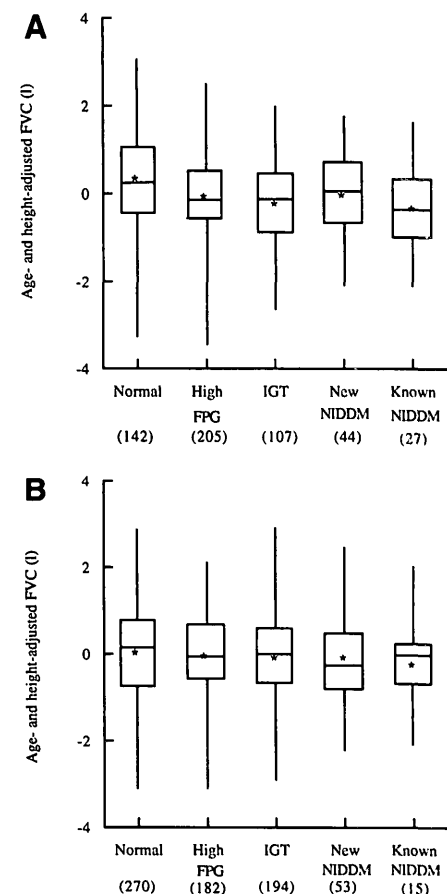 A
Age- and height-adjusted FVC (l)
4
2
0
-2
-4
Normal High IGT New Known
FPG NIDDM NIDDM
(142) (205) (107) (44) (27)
B
Age- and height-adjusted FVC (l)
4
2
0
-2
-4
Normal High IGT New Known
FPG NIDDM NIDDM
(270) (182) (194) (53) (15)